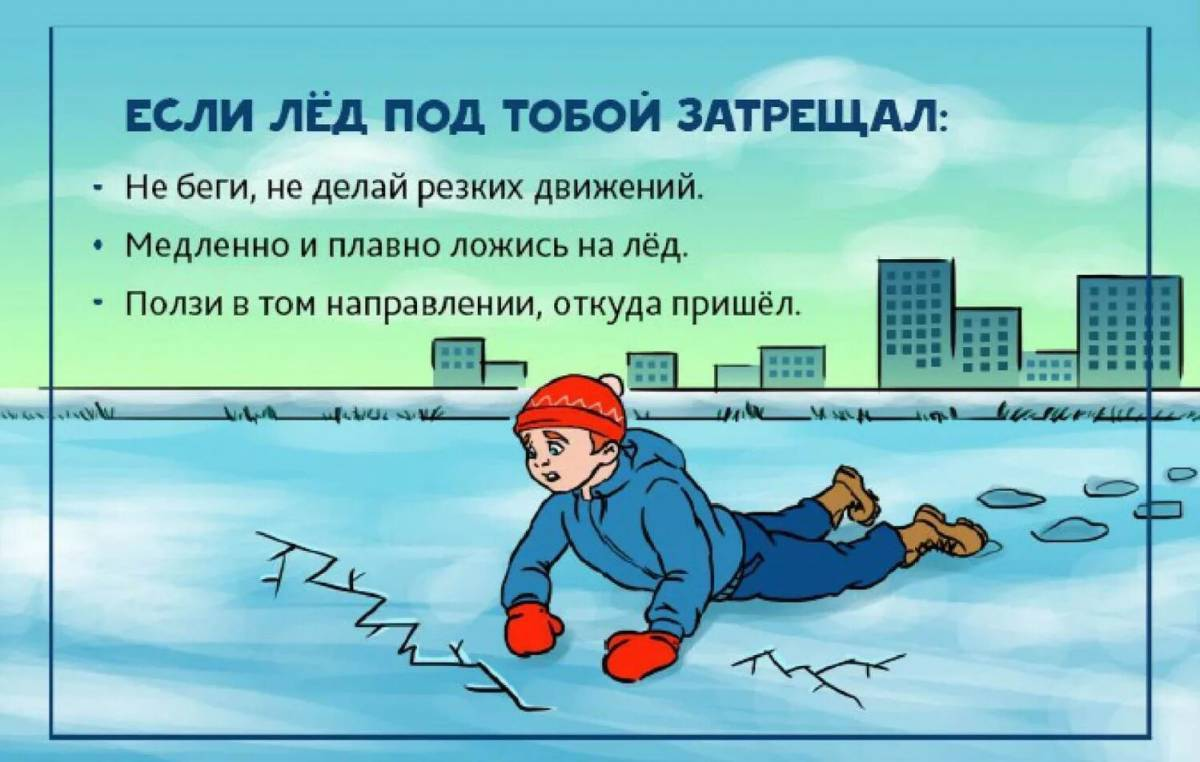 ЕСЛИ ЛЁД ПОД ТОБОЙ ЗАТРЕЩАЛ:
- Не беги, не делай резких движений.
• Медленно и плавно ложись на лёд.
- Ползи в том направлении, откуда пришёл.